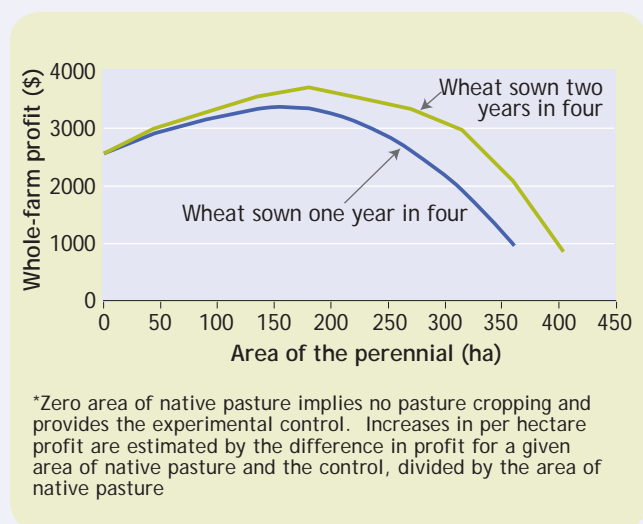 Whole-farm profit ($)
4000
3000
2000
1000
0
Wheat sown two
years in four
Wheat sown one year in four
0 50 100 150 200 250 300 350 400 450
Area of the perennial (ha)
*Zero area of native pasture implies no pasture cropping and
provides the experimental control. Increases in per hectare
profit are estimated by the difference in profit for a given
area of native pasture and the control, divided by the area of
native pasture